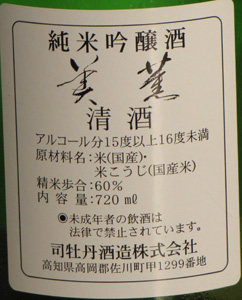 純米吟醸酒
美薫
清酒
アルコール分15度以上16度未満
原材料名:米(国産)・
米こうじ(国産米)
精米歩合:60%
内容量:720mℓ
●未成年者の飲酒は
法律で禁止されています。
司牡丹酒造株式会社
高知県高岡郡佐川町甲1299番地